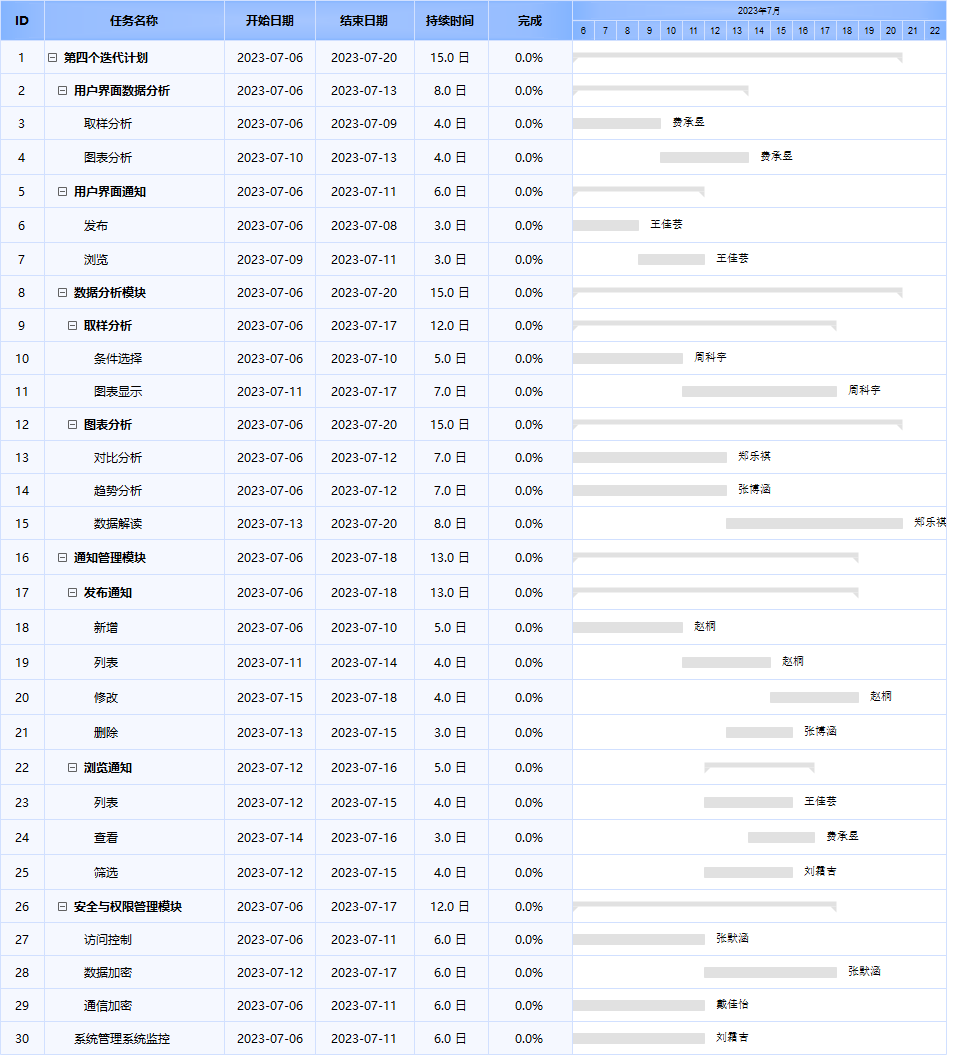 ID 任务名称 开始日期 结束日期 持续时间 完成 2023年7月
6 7 8 9 10 11 12 13 14 15 16 17 18 19 20 21 22
1 第四个迭代计划 2023-07-06 2023-07-20 15.0 日 0.0%
2 用户界面数据分析 2023-07-06 2023-07-13 8.0 日 0.0%
3 取样分析 2023-07-06 2023-07-09 4.0 日 0.0% 费承昱
4 图表分析 2023-07-10 2023-07-13 4.0 日 0.0% 费承昱
5 用户界面通知 2023-07-06 2023-07-11 6.0 日 0.0%
6 发布 2023-07-06 2023-07-08 3.0 日 0.0% 王佳芸
7 浏览 2023-07-09 2023-07-11 3.0 日 0.0% 王佳芸
8 数据分析模块 2023-07-06 2023-07-20 15.0 日 0.0%
9 取样分析 2023-07-06 2023-07-17 12.0 日 0.0%
10 条件选择 2023-07-06 2023-07-10 5.0 日 0.0% 周科宇
11 图表显示 2023-07-11 2023-07-17 7.0 日 0.0% 周科宇
12 图表分析 2023-07-06 2023-07-20 15.0 日 0.0%
13 对比分析 2023-07-06 2023-07-12 7.0 日 0.0% 郑乐祺
14 趋势分析 2023-07-06 2023-07-12 7.0 日 0.0% 张博涵
15 数据解读 2023-07-13 2023-07-20 8.0 日 0.0% 郑乐祺
16 通知管理模块 2023-07-06 2023-07-18 13.0 日 0.0%
17 发布通知 2023-07-06 2023-07-18 13.0 日 0.0%
18 新增 2023-07-06 2023-07-10 5.0 日 0.0% 赵桐
19 列表 2023-07-11 2023-07-14 4.0 日 0.0% 赵桐
20 修改 2023-07-15 2023-07-18 4.0 日 0.0% 赵桐
21 删除 2023-07-13 2023-07-15 3.0 日 0.0% 张博涵
22 浏览通知 2023-07-12 2023-07-16 5.0 日 0.0%
23 列表 2023-07-12 2023-07-15 4.0 日 0.0% 王佳芸
24 查看 2023-07-14 2023-07-16 3.0 日 0.0% 费承昱
25 筛选 2023-07-12 2023-07-15 4.0 日 0.0% 刘霜吉
26 安全与权限管理模块 2023-07-06 2023-07-17 12.0 日 0.0%
27 访问控制 2023-07-06 2023-07-11 6.0 日 0.0% 张默涵
28 数据加密 2023-07-12 2023-07-17 6.0 日 0.0% 张默涵
29 通信加密 2023-07-06 2023-07-11 6.0 日 0.0% 戴佳怡
30 系统管理系统监控 2023-07-06 2023-07-11 6.0 日 0.0% 刘霜吉